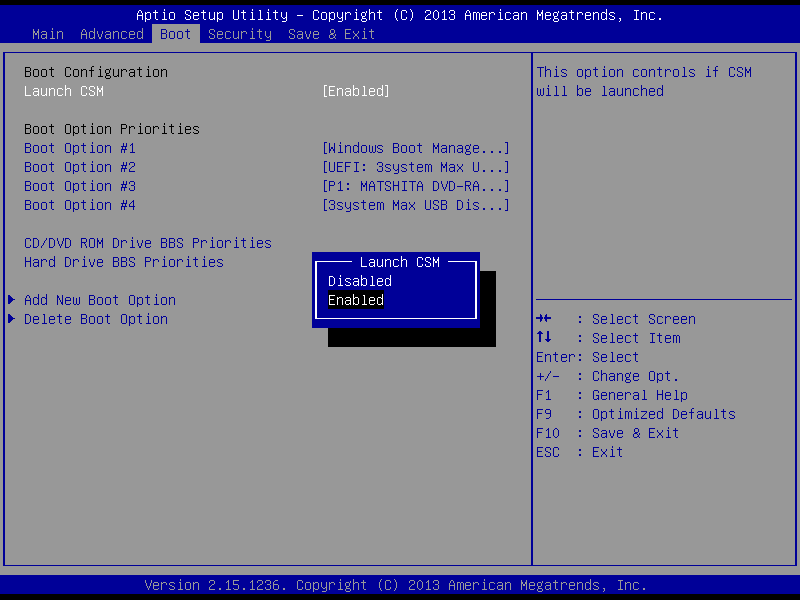 Aptio Setup Utility – Copyright (C) 2013 American Megatrends, Inc.
Main Advanced Boot Security Save & Exit
Boot Configuration
Launch CSM [Enabled]
Boot Option Priorities
Boot Option #1 [Windows Boot Manage...]
Boot Option #2 [UEFI: 3system Max U...]
Boot Option #3 [P1: MATSHITA DVD-RA...]
Boot Option #4 [3system Max USB Dis...]
CD/DVD ROM Drive BBS Priorities
Hard Drive BBS Priorities
Add New Boot Option
Delete Boot Option
Launch CSM
Disabled
Enabled
This option controls if CSM
will be launched
→←  : Select Screen
↑↓  : Select Item
Enter: Select
+/–  : Change Opt.
F1   : General Help
F9   : Optimized Defaults
F10  : Save & Exit
ESC  : Exit
Version 2.15.1236. Copyright (C) 2013 American Megatrends, Inc.